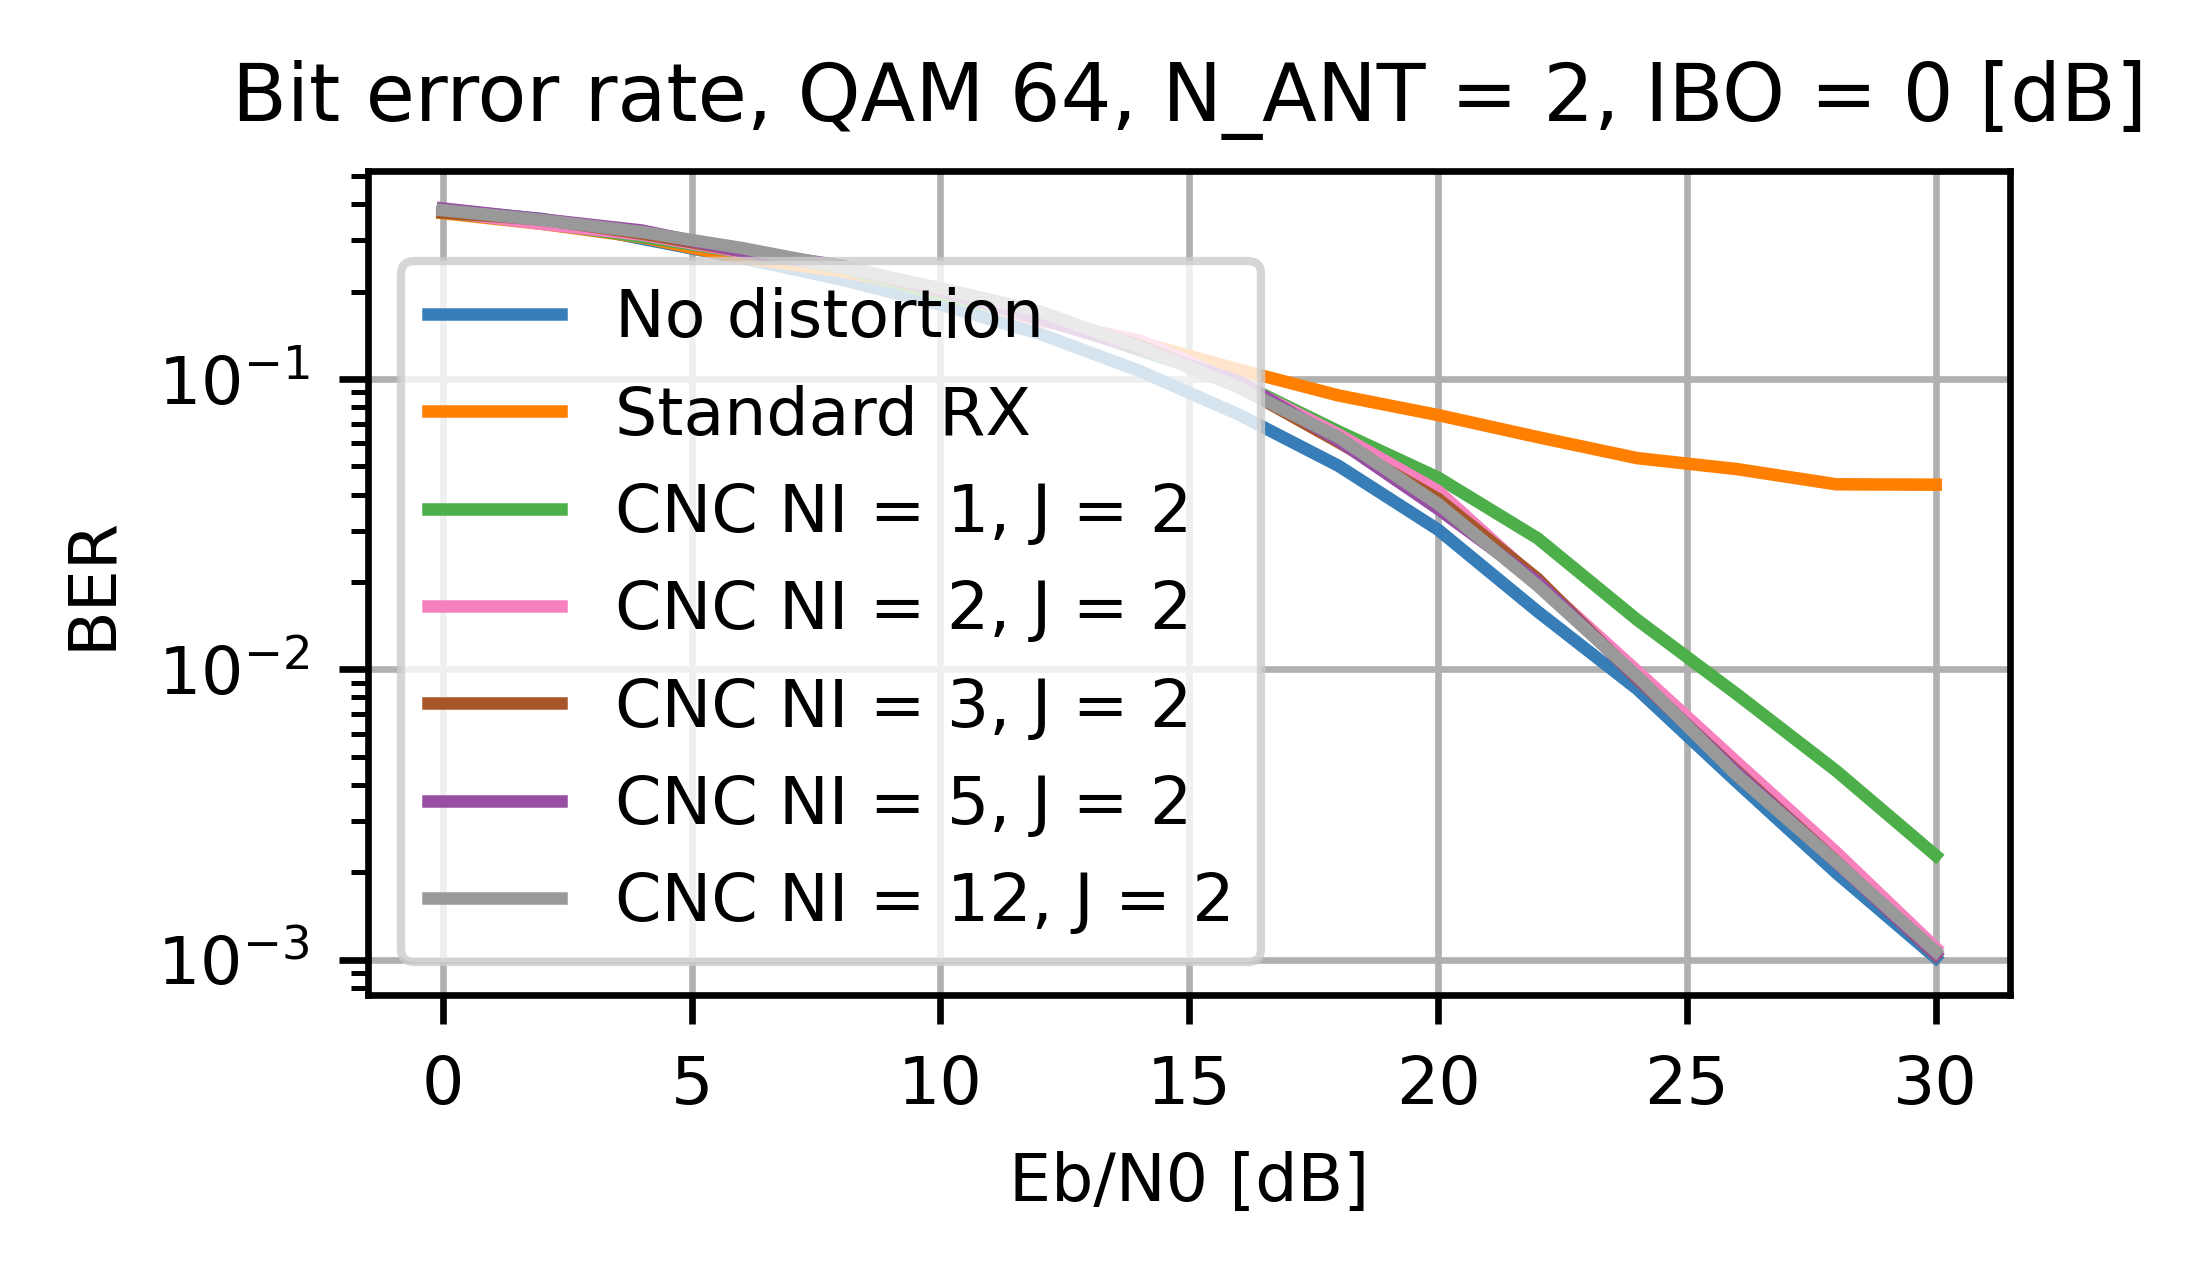 Bit error rate, QAM 64, N_ANT = 2, IBO = 0 [dB]
BER
10⁻¹
10⁻²
10⁻³
No distortion
Standard RX
CNC NI = 1, J = 2
CNC NI = 2, J = 2
CNC NI = 3, J = 2
CNC NI = 5, J = 2
CNC NI = 12, J = 2
0 5 10 15 20 25 30
Eb/N0 [dB]